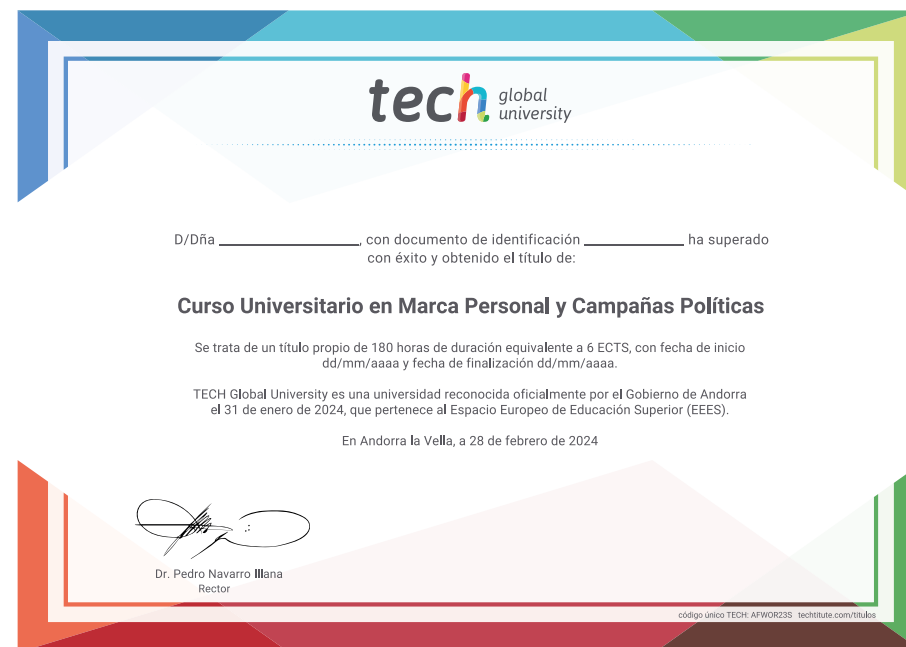 tech global university
D/Dña ____________________, con documento de identificación ______________ ha superado
con éxito y obtenido el título de:
Curso Universitario en Marca Personal y Campañas Políticas
Se trata de un título propio de 180 horas de duración equivalente a 6 ECTS, con fecha de inicio
dd/mm/aaaa y fecha de finalización dd/mm/aaaa.
TECH Global University es una universidad reconocida oficialmente por el Gobierno de Andorra
el 31 de enero de 2024, que pertenece al Espacio Europeo de Educación Superior (EEES).
En Andorra la Vella, a 28 de febrero de 2024
Dr. Pedro Navarro Illana
Rector
código único TECH: AFWOR23S techtitute.com/titulos